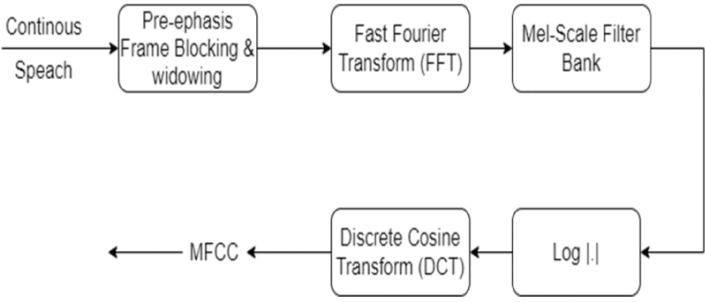 Continous
Speach
Pre-ephasis
Frame Blocking &
widowing
Fast Fourier
Transform (FFT)
Mel-Scale Filter
Bank
Log |.|
Discrete Cosine
Transform (DCT)
MFCC